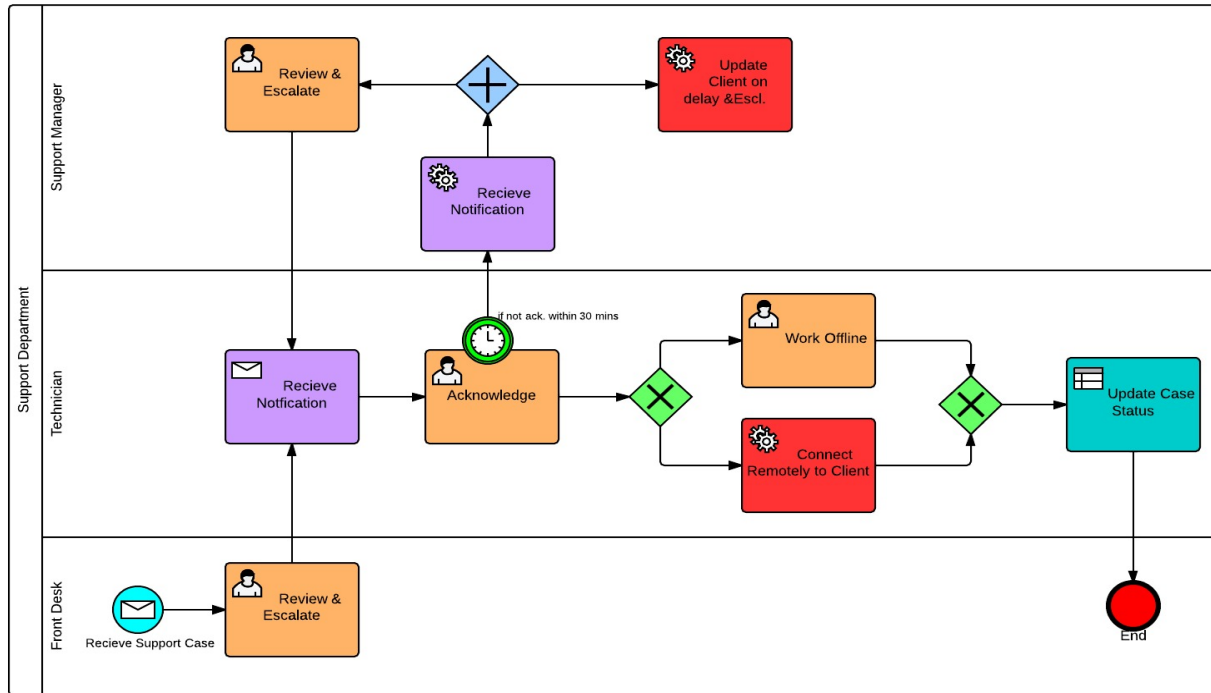 Support Department
Support Manager
Review &
Escalate
Update
Client on
delay &Escl.
Recieve
Notification
Technician
if not ack. within 30 mins
Recieve
Notfication
Acknowledge
Work Offline
Connect
Remotely to Client
Update Case
Status
Front Desk
Recieve Support Case
Review &
Escalate
End